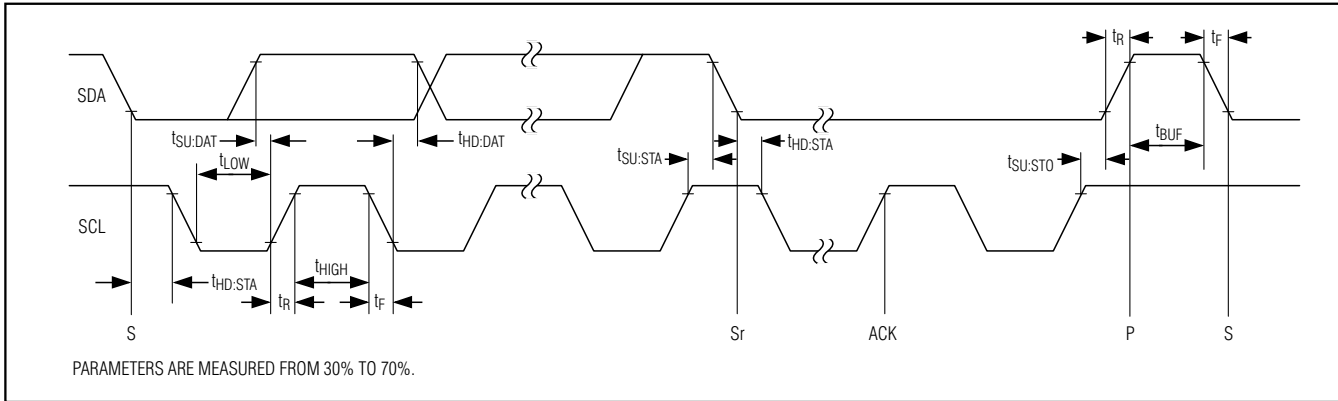 tR tF
SDA
tSU:DAT tHD:DAT tHD:STA tBUF
tLOW tSU:STA tSU:STO
SCL
tHD:STA tR tHIGH tF
S Sr ACK P S
PARAMETERS ARE MEASURED FROM 30% TO 70%.